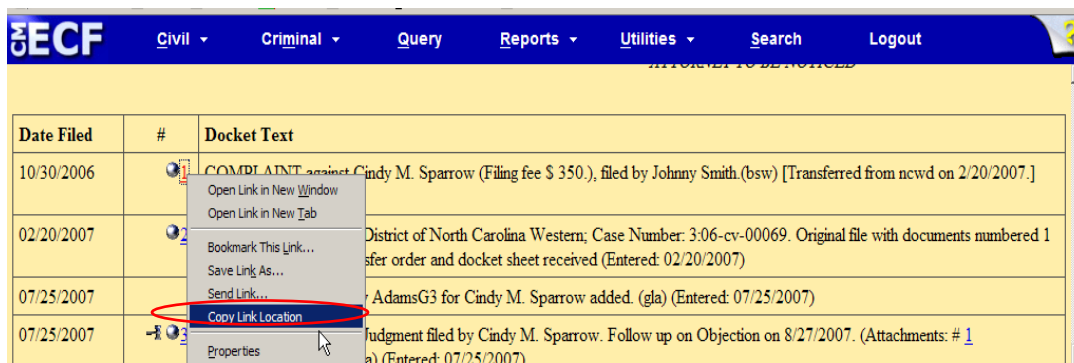 CM ECF Civil Criminal Query Reports Utilities Search Logout ?
ATTORNEY TO BE NOTICED
Date Filed # Docket Text
10/30/2006 1 COMPLAINT against Cindy M. Sparrow (Filing fee $ 350.), filed by Johnny Smith.(bsw) [Transferred from ncwd on 2/20/2007.]
Open Link in New Window
Open Link in New Tab
02/20/2007 2 District of North Carolina Western; Case Number: 3:06-cv-00069. Original file with documents numbered 1
Bookmark This Link...
sfer order and docket sheet received (Entered: 02/20/2007)
Save Link As...
07/25/2007 Send Link... y AdamsG3 for Cindy M. Sparrow added. (gla) (Entered: 07/25/2007)
Copy Link Location
07/25/2007 3 Judgment filed by Cindy M. Sparrow. Follow up on Objection on 8/27/2007. (Attachments: # 1
Properties a) (Entered: 07/25/2007)